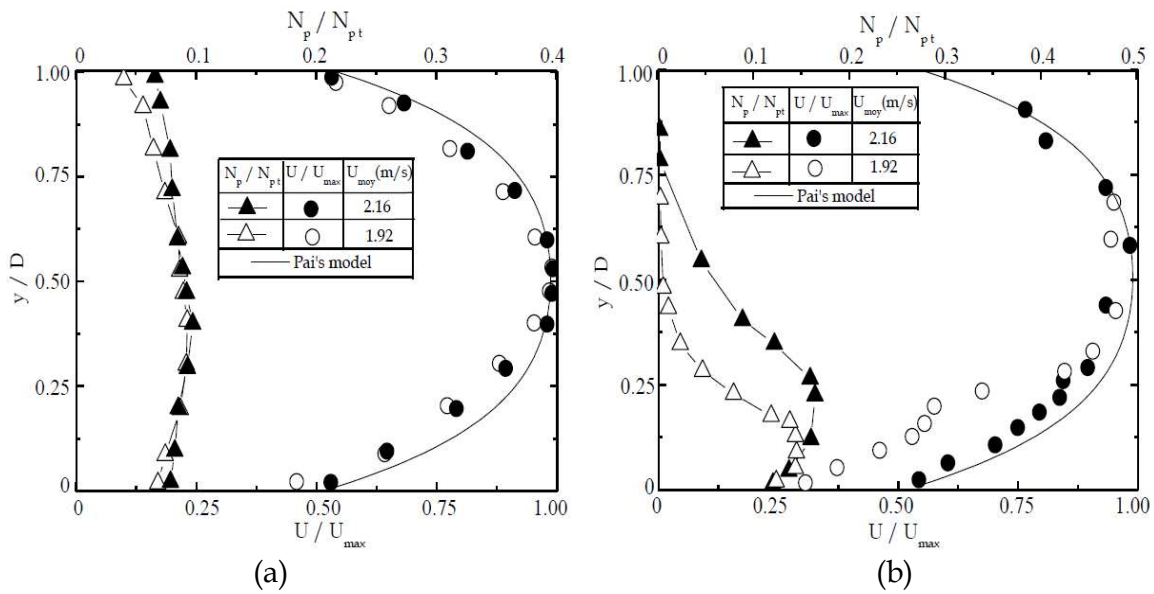 N_p / N_pt
0 0.1 0.2 0.3 0.4
1.00
0.75
0.50
0.25
0
y / D
N_p / N_pt U / U_max U_moy (m/s)
2.16
1.92
Pai's model
0.25 0.50 0.75 1.00
U / U_max
(a)
N_p / N_pt
0 0.1 0.2 0.3 0.4 0.5
1.00
0.75
0.50
0.25
0
y / D
N_p / N_pt U / U_max U_moy (m/s)
2.16
1.92
Pai's model
0.25 0.50 0.75 1.00
U / U_max
(b)